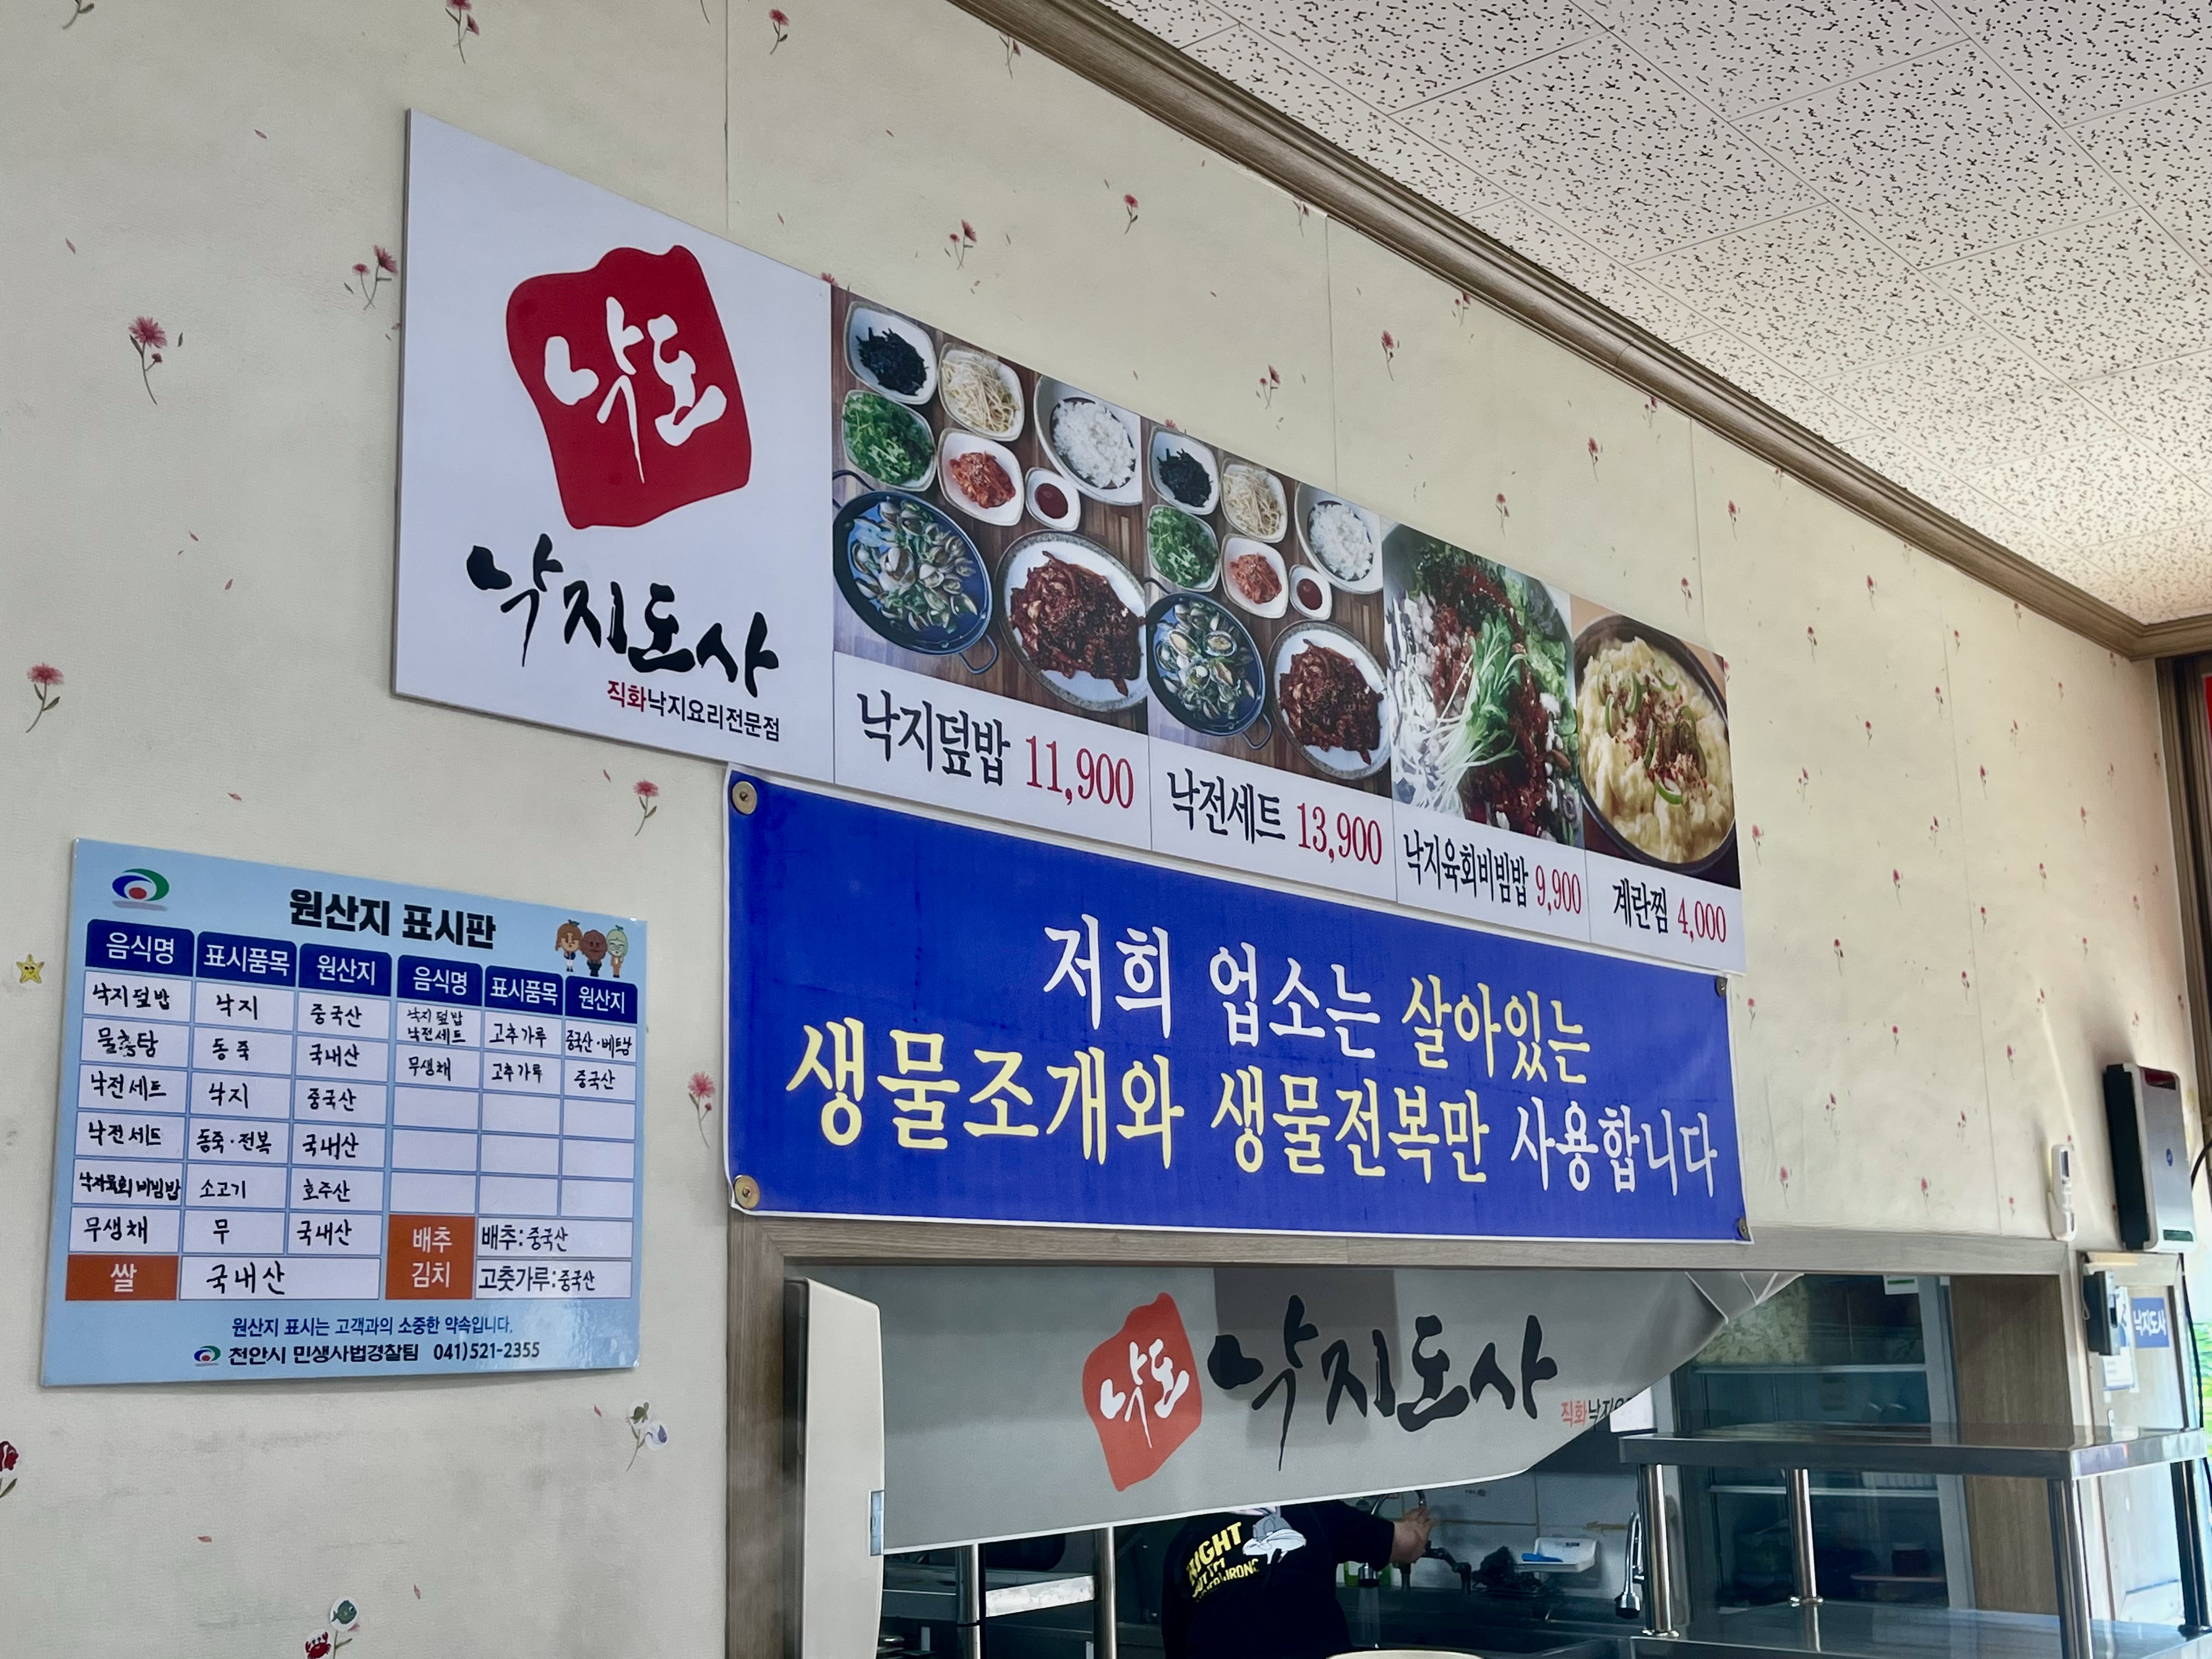 낙도
낙지도사
직화낙지요리전문점
낙지덮밥 11,900
낙전세트 13,900
낙지육회비빔밥 9,900
계란찜 4,000
저희 업소는 살아있는
생물조개와 생물전복만 사용합니다
원산지 표시판
음식명 표시품목 원산지 음식명 표시품목 원산지
낙지덮밥 낙지 중국산 낙지덮밥 낙전세트 고추가루 중국산·베트남
물총탕 동죽 국내산 무생채 고추가루 중국산
낙전세트 낙지 중국산
낙전세트 동죽·전복 국내산
낙지육회비빔밥 소고기 호주산
무생채 무 국내산 배추 배추:중국산
쌀 국내산 김치 고춧가루:중국산
원산지 표시는 고객과의 소중한 약속입니다.
천안시 민생사법경찰팀 041)521-2355
낙도
낙지도사
직화낙지
낙지도사
RIGHT